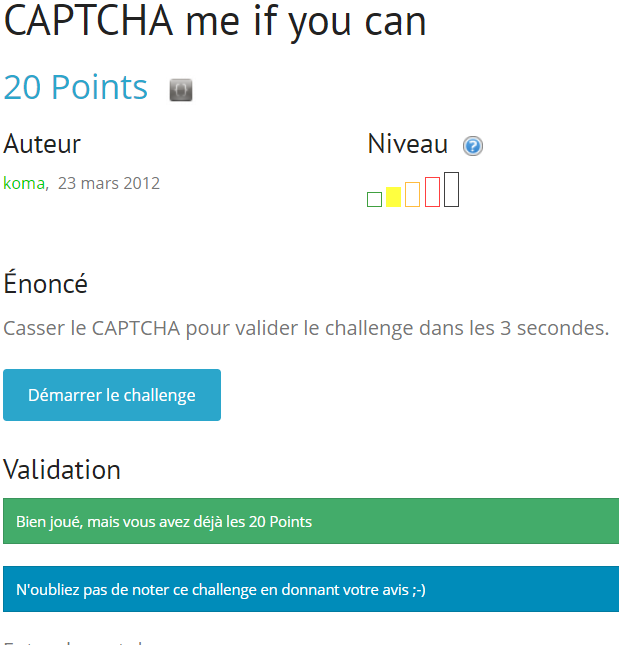 CAPTCHA me if you can
20 Points
Auteur
Niveau
koma, 23 mars 2012
Énoncé
Casser le CAPTCHA pour valider le challenge dans les 3 secondes.
Démarrer le challenge
Validation
Bien joué, mais vous avez déjà les 20 Points
N'oubliez pas de noter ce challenge en donnant votre avis ;-)